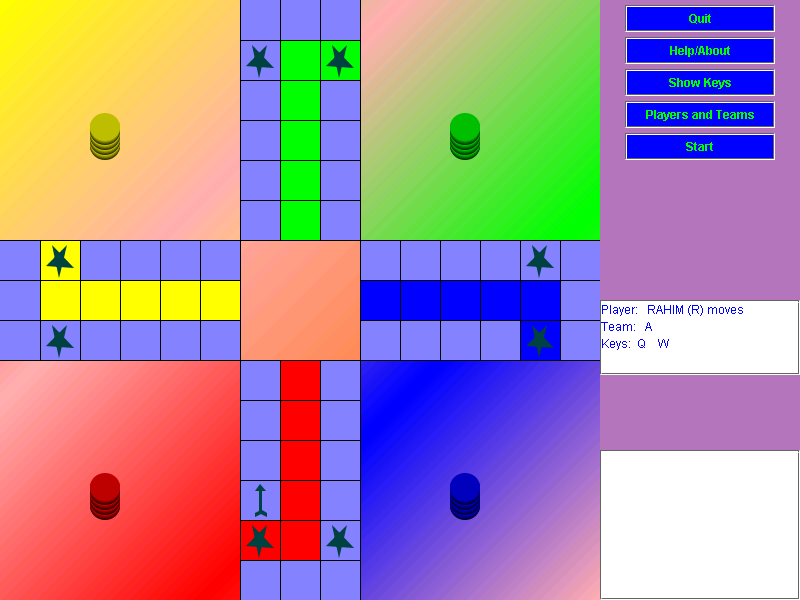 Quit
Help/About
Show Keys
Players and Teams
Start
Player: RAHIM (R) moves
Team: A
Keys: Q W